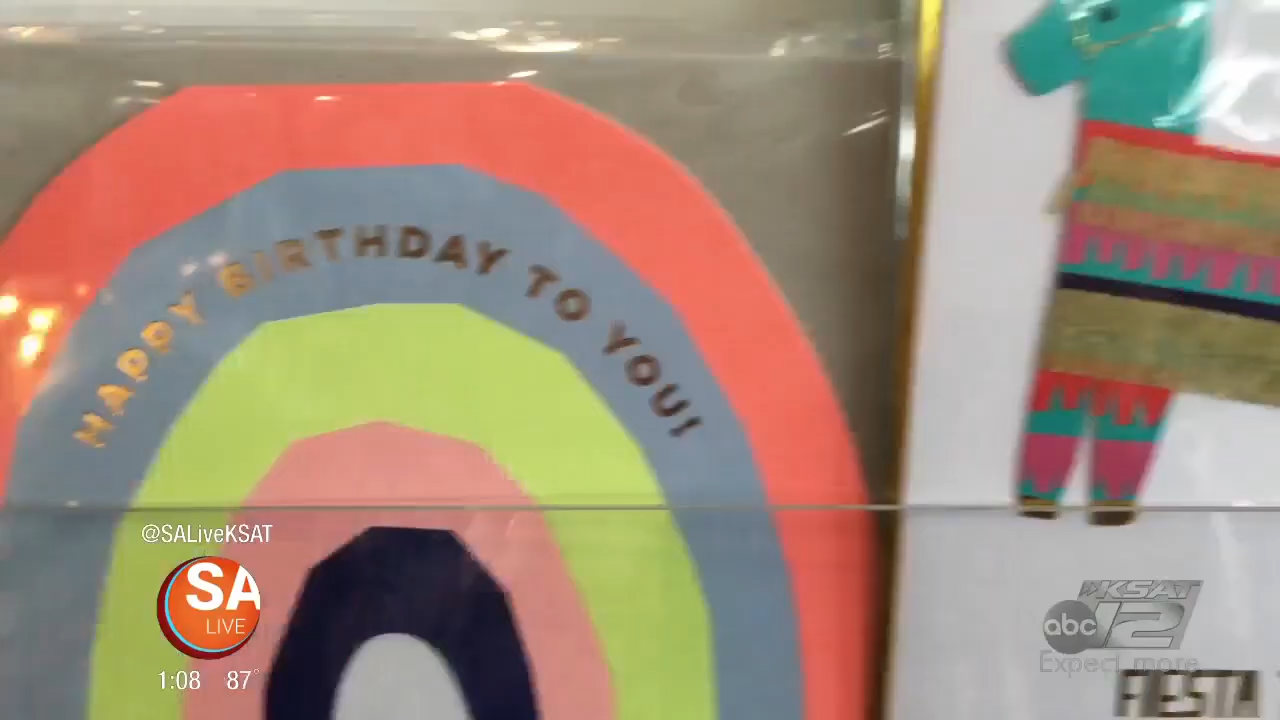 HAPPY BIRTHDAY TO YOU!
@SALiveKSAT
SA
LIVE
1:08 87°
KSAT
abc 12
Expect more
FIESTA